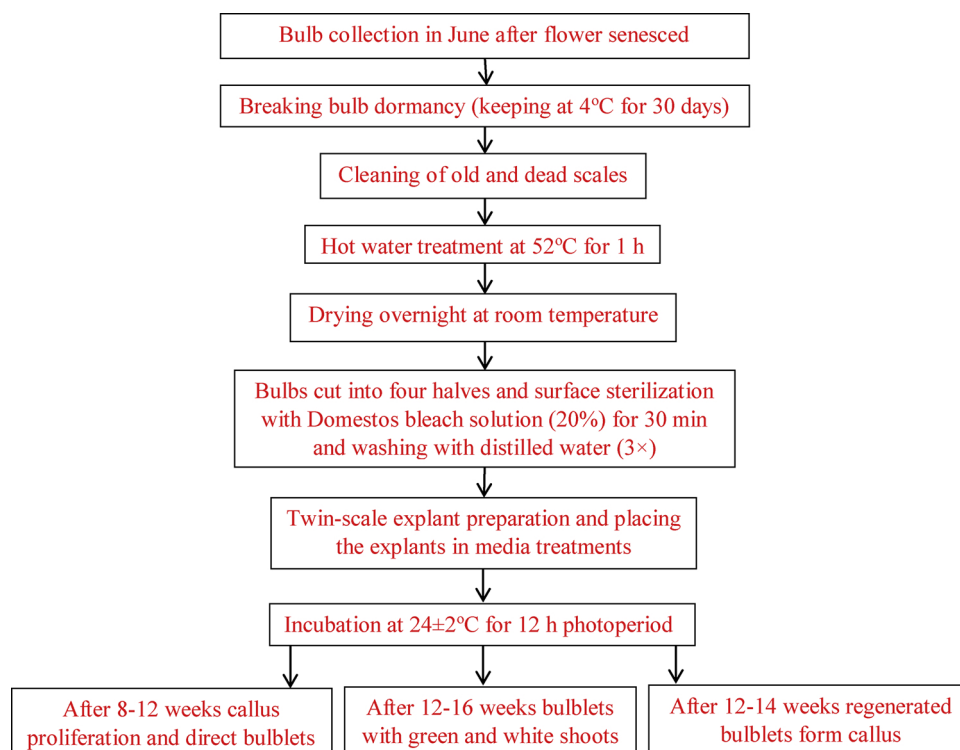 Bulb collection in June after flower senesced
Breaking bulb dormancy (keeping at 4ºC for 30 days)
Cleaning of old and dead scales
Hot water treatment at 52ºC for 1 h
Drying overnight at room temperature
Bulbs cut into four halves and surface sterilization
with Domestos bleach solution (20%) for 30 min
and washing with distilled water (3×)
Twin-scale explant preparation and placing
the explants in media treatments
Incubation at 24±2ºC for 12 h photoperiod
After 8-12 weeks callus
proliferation and direct bulblets
After 12-16 weeks bulblets
with green and white shoots
After 12-14 weeks regenerated
bulblets form callus